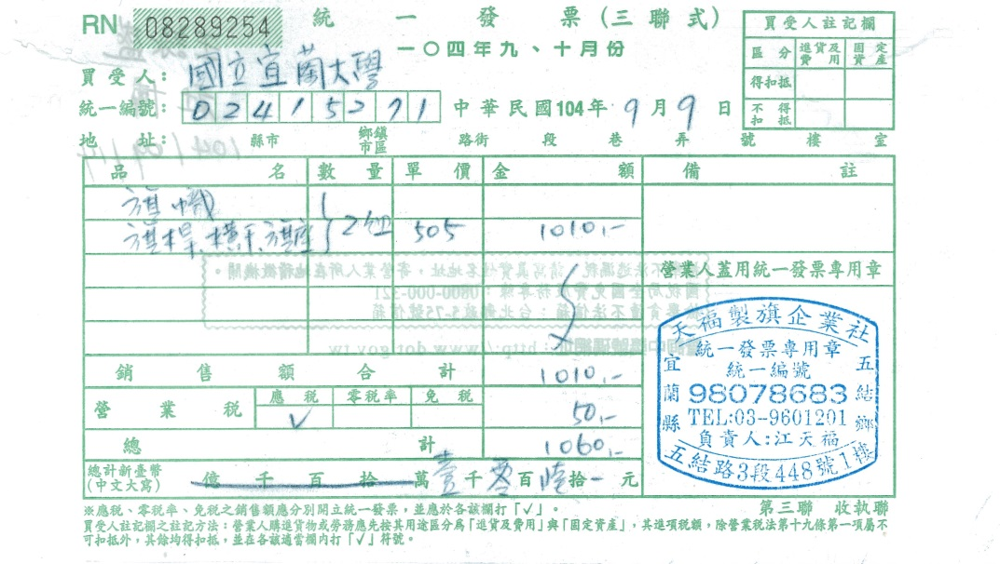 RN 08289254
統一發票(三聯式)
一〇四年九、十月份
買受人註記欄
區分 進貨及費用 固定資產
得扣抵
不得扣抵
買受人: 國立宜蘭大學
統一編號: 02415271 中華民國104年9月9日
地址: 縣市 鄉鎮市區 路街 段 巷 弄 號 樓 室
品名 數量 單價 金額 備註
旗幟
旗桿.橫干.旗座 2組 505 1010.-
營業人蓋用統一發票專用章
銷售額合計 1010.-
營業稅 應稅 零稅率 免稅
√ 50.-
總計 1060.-
總計新臺幣(中文大寫) 億千百拾萬壹千零百陸拾-元
天福製旗企業社
統一發票專用章
統一編號
98078683
TEL:03-9601201
負責人:江天福
宜蘭縣五結鄉
五結路3段448號1樓
※應稅、零稅率、免稅之銷售額應分別開立統一發票,並應於各該欄打「√」。
第三聯 收執聯
買受人註記欄之註記方法:營業人購進貨物或勞務應先按其用途區分為「進貨及費用」與「固定資產」,其進項稅額,除營業稅法第十九條第一項屬不
可扣抵外,其餘均得扣抵,並在各該適當欄內打「√」符號。